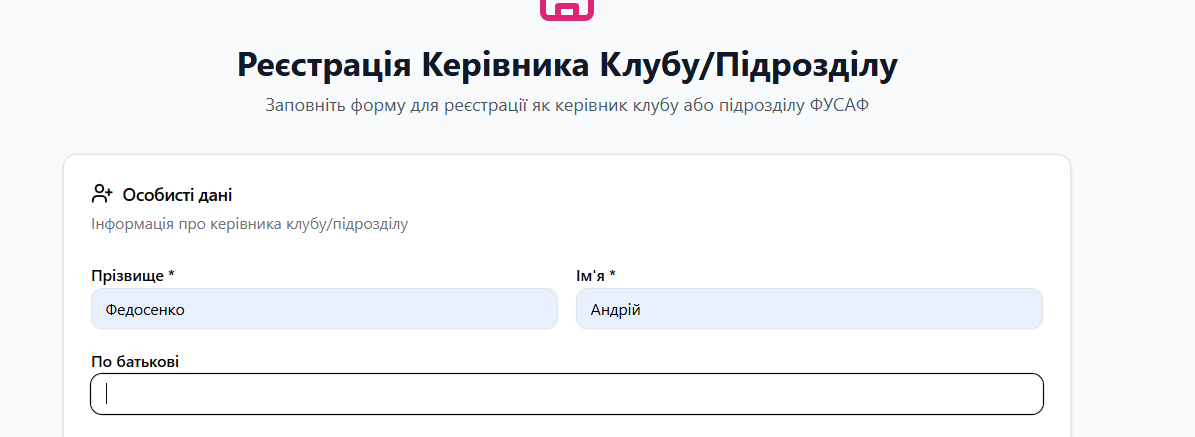 Реєстрація Керівника Клубу/Підрозділу
Заповніть форму для реєстрації як керівник клубу або підрозділу ФУСАФ
Особисті дані
Інформація про керівника клубу/підрозділу
Прізвище * Ім'я *
Федосенко Андрій
По батькові